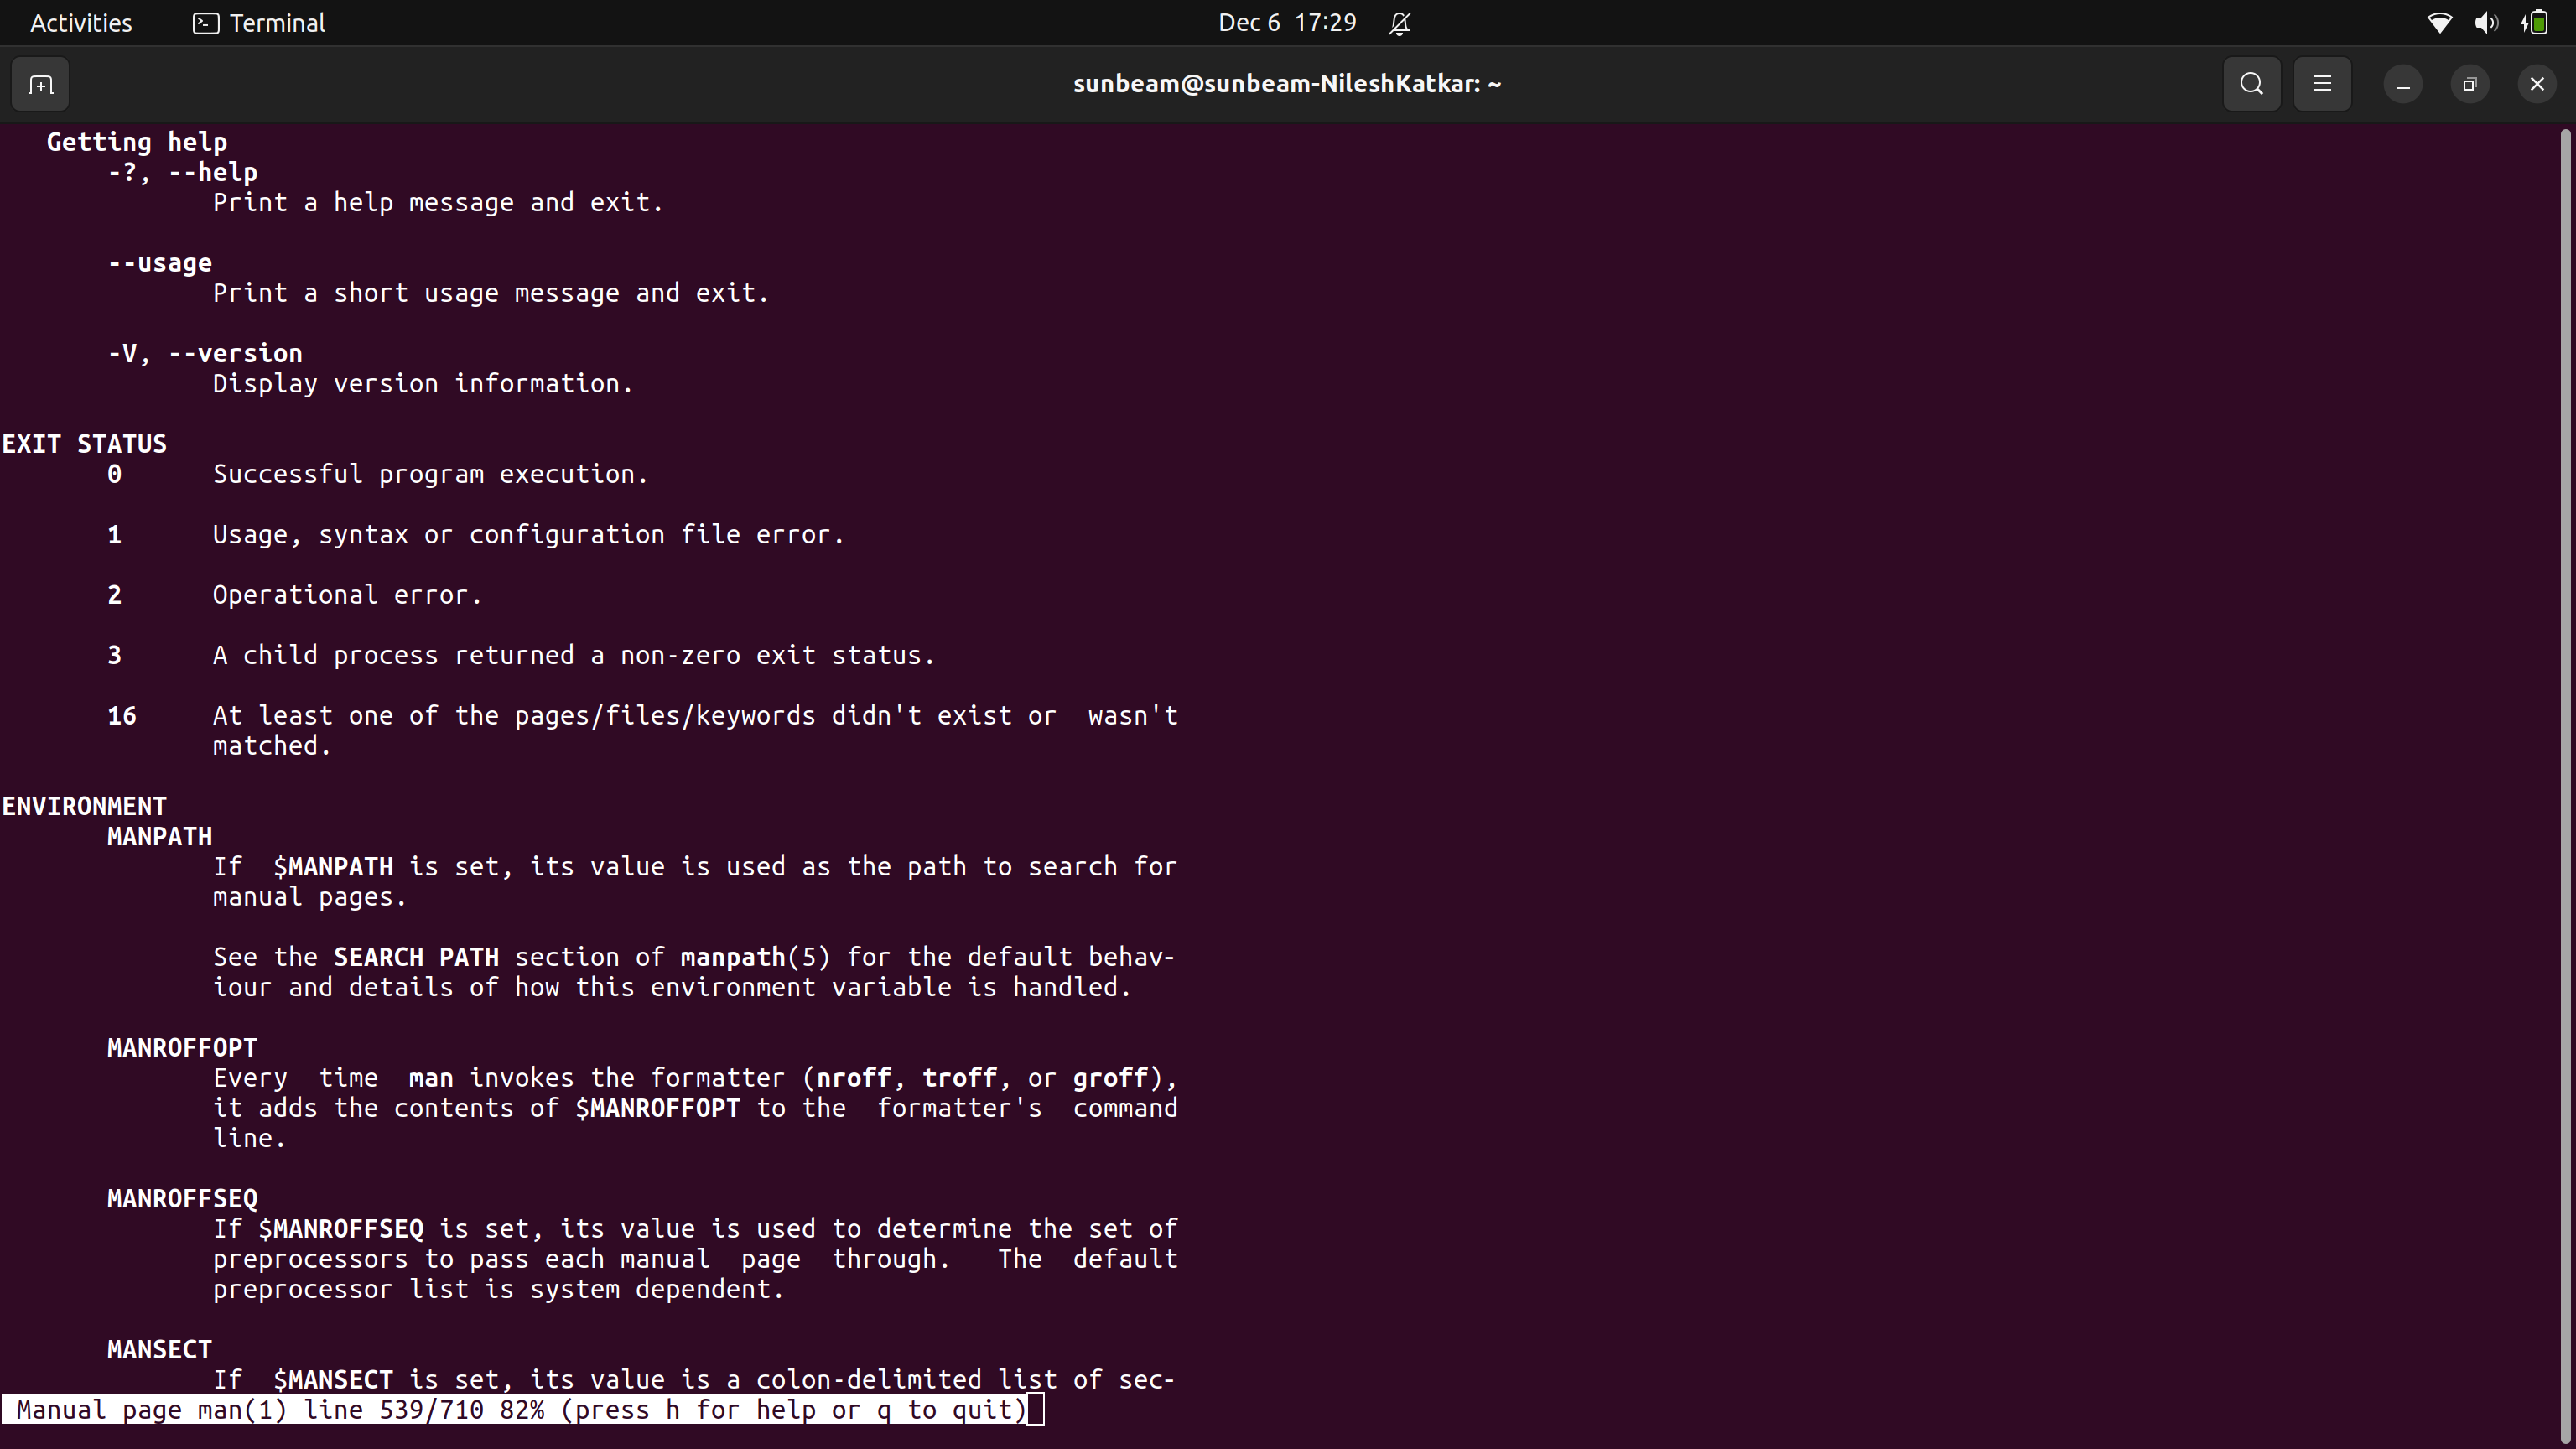 Activities Terminal Dec 6 17:29
sunbeam@sunbeam-NileshKatkar: ~
Getting help
-?, --help
Print a help message and exit.
--usage
Print a short usage message and exit.
-V, --version
Display version information.
EXIT STATUS
0 Successful program execution.
1 Usage, syntax or configuration file error.
2 Operational error.
3 A child process returned a non-zero exit status.
16 At least one of the pages/files/keywords didn't exist or  wasn't
matched.
ENVIRONMENT
MANPATH
If  $MANPATH is set, its value is used as the path to search for
manual pages.
See the SEARCH PATH section of manpath(5) for the default behav-
iour and details of how this environment variable is handled.
MANROFFOPT
Every  time  man invokes the formatter (nroff, troff, or groff),
it adds the contents of $MANROFFOPT to the  formatter's  command
line.
MANROFFSEQ
If $MANROFFSEQ is set, its value is used to determine the set of
preprocessors to pass each manual  page  through.   The  default
preprocessor list is system dependent.
MANSECT
If  $MANSECT is set, its value is a colon-delimited list of sec-
Manual page man(1) line 539/710 82% (press h for help or q to quit)